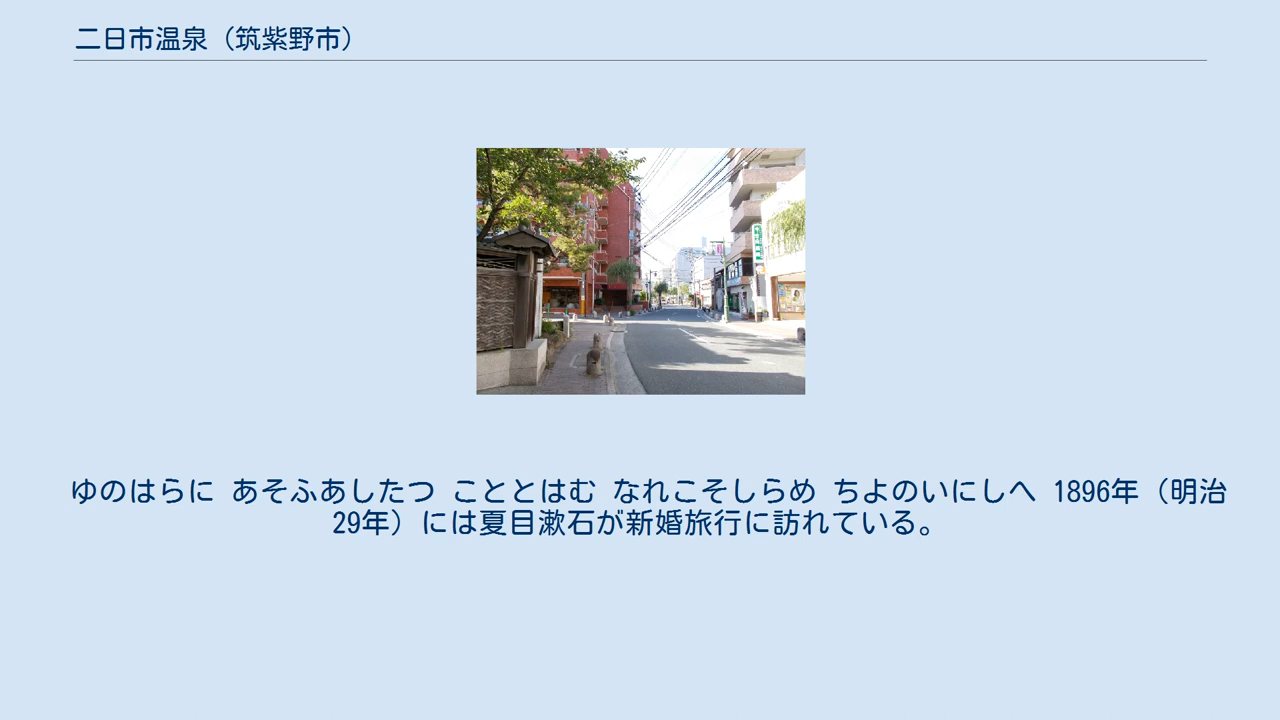 二日市温泉（筑紫野市）
ゆのはらに あそふあしたつ こととはむ なれこそしらめ ちよのいにしへ 1896年（明治
29年）には夏目漱石が新婚旅行に訪れている。